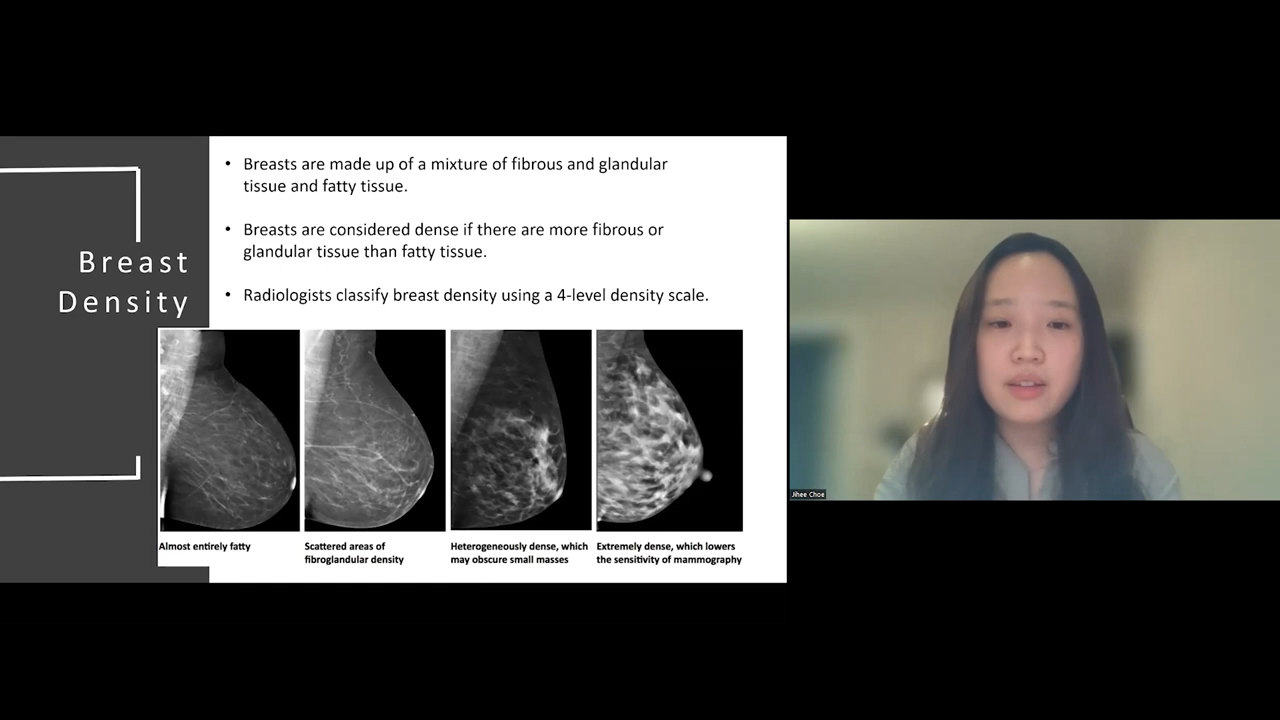 Breast
Density
• Breasts are made up of a mixture of fibrous and glandular
tissue and fatty tissue.
• Breasts are considered dense if there are more fibrous or
glandular tissue than fatty tissue.
• Radiologists classify breast density using a 4-level density scale.
Almost entirely fatty
Scattered areas of
fibroglandular density
Heterogeneously dense, which
may obscure small masses
Extremely dense, which lowers
the sensitivity of mammography
Jihee Choe